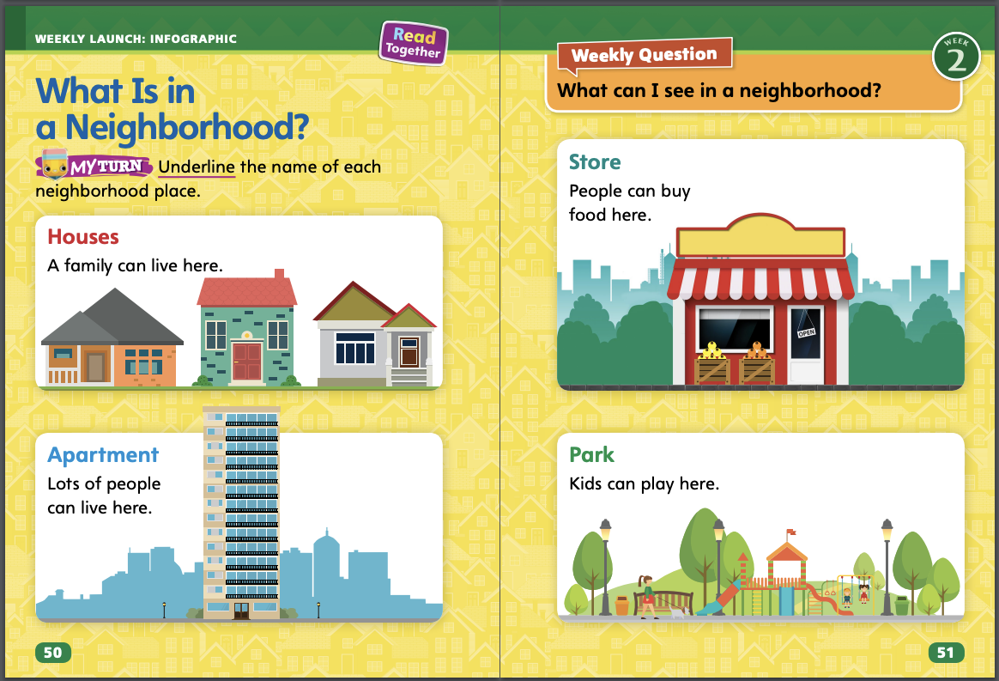 WEEKLY LAUNCH: INFOGRAPHIC
Read
Together
What Is in
a Neighborhood?
MY TURN Underline the name of each
neighborhood place.
Houses
A family can live here.
Apartment
Lots of people
can live here.
50
WEEK
2
Weekly Question
What can I see in a neighborhood?
Store
People can buy
food here.
OPEN
Park
Kids can play here.
51